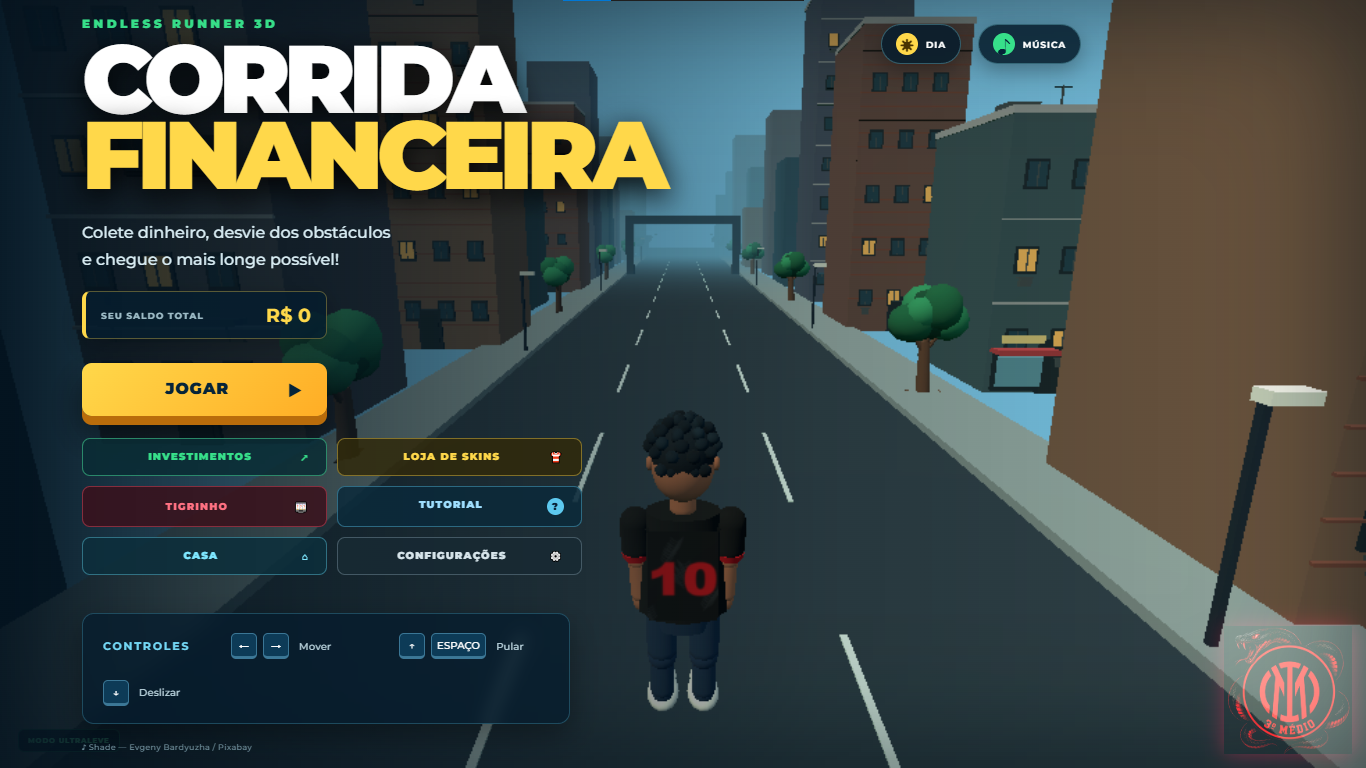 ENDLESS RUNNER 3D
CORRIDA
FINANCEIRA
DIA
MÚSICA
Colete dinheiro, desvie dos obstáculos
e chegue o mais longe possível!
SEU SALDO TOTAL R$ 0
JOGAR ▶
INVESTIMENTOS ↗
LOJA DE SKINS
TIGRINHO
TUTORIAL ?
CASA ⌂
CONFIGURAÇÕES ⚙
CONTROLES ← → Mover ↑ ESPAÇO Pular
↓ Deslizar
10
3º MÉDIO
MODO ULTRALEVE
♪ Shade — Evgeny Bardyuzha / Pixabay